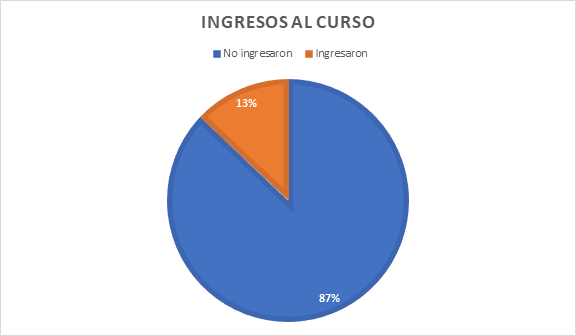 INGRESOS AL CURSO
No ingresaron Ingresaron
13%
87%